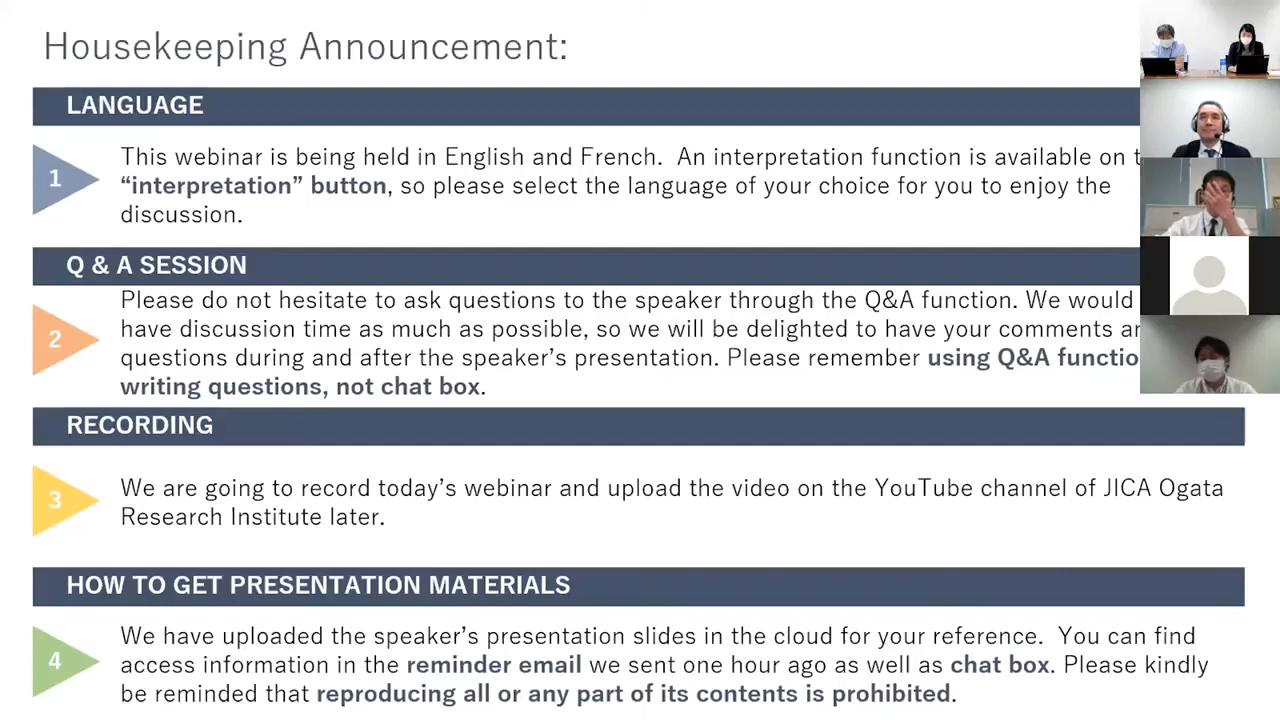 Housekeeping Announcement:
LANGUAGE
1
This webinar is being held in English and French. An interpretation function is available on
“interpretation” button, so please select the language of your choice for you to enjoy the
discussion.
Q & A SESSION
2
Please do not hesitate to ask questions to the speaker through the Q&A function. We would
have discussion time as much as possible, so we will be delighted to have your comments
questions during and after the speaker’s presentation. Please remember using Q&A
writing questions, not chat box.
RECORDING
3
We are going to record today’s webinar and upload the video on the YouTube channel of JICA Ogata
Research Institute later.
HOW TO GET PRESENTATION MATERIALS
4
We have uploaded the speaker’s presentation slides in the cloud for your reference. You can find
access information in the reminder email we sent one hour ago as well as chat box. Please kindly
be reminded that reproducing all or any part of its contents is prohibited.